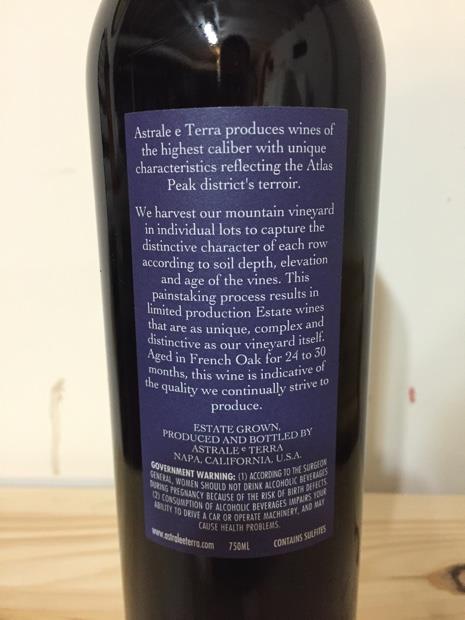 Astrale e Terra produces wines of
the highest caliber with unique
characteristics reflecting the Atlas
Peak district's terroir.
We harvest our mountain vineyard
in individual lots to capture the
distinctive character of each row
according to soil depth, elevation
and age of the vines. This
painstaking process results in
limited production Estate wines
that are as unique, complex and
distinctive as our vineyard itself.
Aged in French Oak for 24 to 30
months, this wine is indicative of
the quality we continually strive to
produce.
ESTATE GROWN,
PRODUCED AND BOTTLED BY
ASTRALE e TERRA
NAPA, CALIFORNIA, U.S.A.
GOVERNMENT WARNING: (1) ACCORDING TO THE SURGEON
GENERAL, WOMEN SHOULD NOT DRINK ALCOHOLIC BEVERAGES
DURING PREGNANCY BECAUSE OF THE RISK OF BIRTH DEFECTS.
(2) CONSUMPTION OF ALCOHOLIC BEVERAGES IMPAIRS YOUR
ABILITY TO DRIVE A CAR OR OPERATE MACHINERY, AND MAY
CAUSE HEALTH PROBLEMS.
www.astraleeterra.com 750ML CONTAINS SULFITES